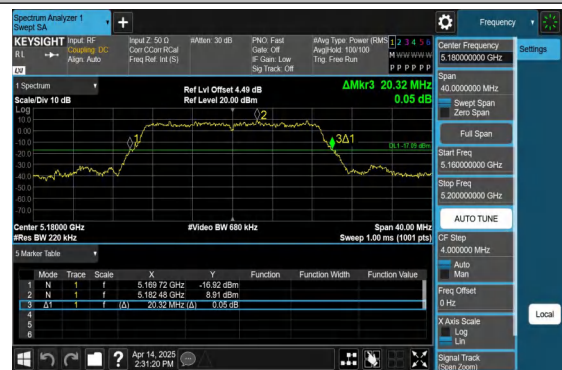 Spectrum Analyzer 1
Swept SA
Frequency
KEYSIGHT
RL
Input: RF
Coupling: DC
Align: Auto
Input Z: 50 Ω
Corr CCorr RCal
Freq Ref: Int (S)
#Atten: 30 dB
PNO: Fast
Gate: Off
IF Gain: Low
Sig Track: Off
#Avg Type: Power (RMS
Avg|Hold: 100/100
Trig: Free Run
1 2 3 4 5 6
M W W W W W
P P P P P P
LXI
1 Spectrum
Scale/Div 10 dB
Log
Ref Lvl Offset 4.49 dB
Ref Level 20.00 dBm
ΔMkr3 20.32 MHz
0.05 dB
10.0
0.00
-10.0
-20.0
-30.0
-40.0
-50.0
-60.0
-70.0
1
2
3Δ1
DL1 -17.09 dBm
Center 5.18000 GHz
#Res BW 220 kHz
#Video BW 680 kHz
Span 40.00 MHz
Sweep 1.00 ms (1001 pts)
5 Marker Table
Mode Trace Scale X Y Function Function Width Function Value
1 N 1 f 5.169 72 GHz -16.92 dBm
2 N 1 f 5.182 48 GHz 8.91 dBm
3 Δ1 1 f (Δ) 20.32 MHz (Δ) 0.05 dB
4
5
6
Apr 14, 2025
2:31:20 PM
Center Frequency
5.180000000 GHz
Settings
Span
40.0000000 MHz
Swept Span
Zero Span
Full Span
Start Freq
5.160000000 GHz
Stop Freq
5.200000000 GHz
AUTO TUNE
CF Step
4.000000 MHz
Auto
Man
Freq Offset
0 Hz
X Axis Scale
Log
Lin
Local
Signal Track
(Span Zoom)